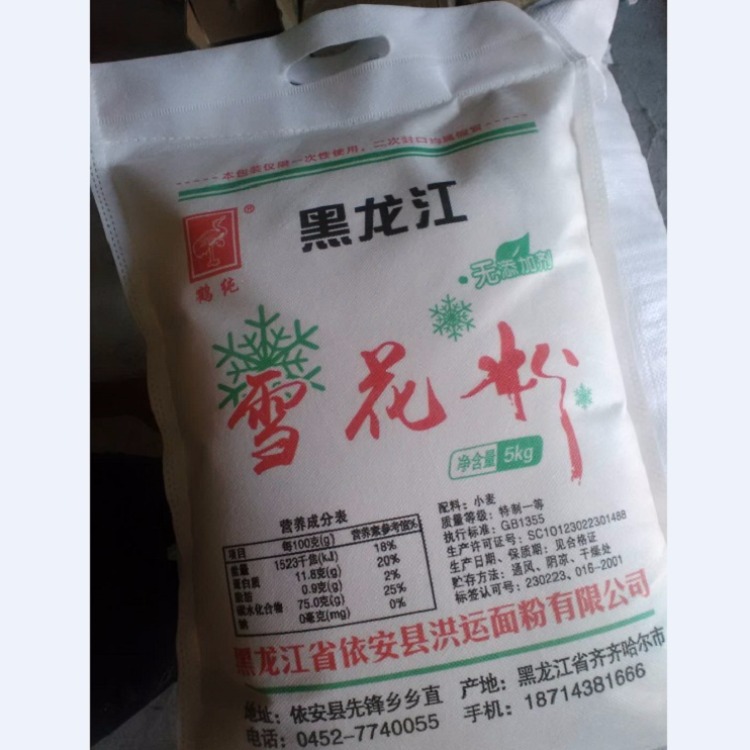 本包装仅限一次性使用，二次封口均属假货
黑龙江
®
鹤纯
无添加剂
雪花粉
净含量 5kg
营养成分表
项目 每100克(g) 营养素参考值%
能量 1523千焦(kJ) 18%
蛋白质 11.8克(g) 20%
脂肪 0.9克(g) 2%
碳水化合物 75.0克(g) 25%
钠 0毫克(mg) 0%
配料：小麦
质量等级：特制一等
执行标准：GB1355
生产许可证号：SC10123022301488
生产日期、保质期：见合格证
贮存方法：通风、阴凉、干燥处
标签认可号：230223、016-2001
黑龙江省依安县洪运面粉有限公司
地址：依安县先锋乡乡直 产地：黑龙江省齐齐哈尔市
电话：0452-7740055 手机：18714381666